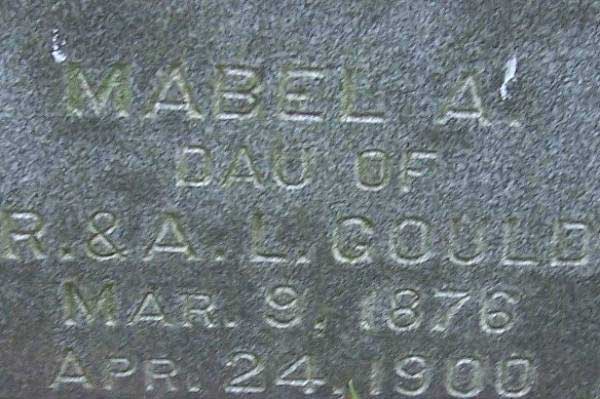 MABEL A.
DAU OF
R. & A. L. GOULD
MAR. 9, 1876
APR. 24, 1900